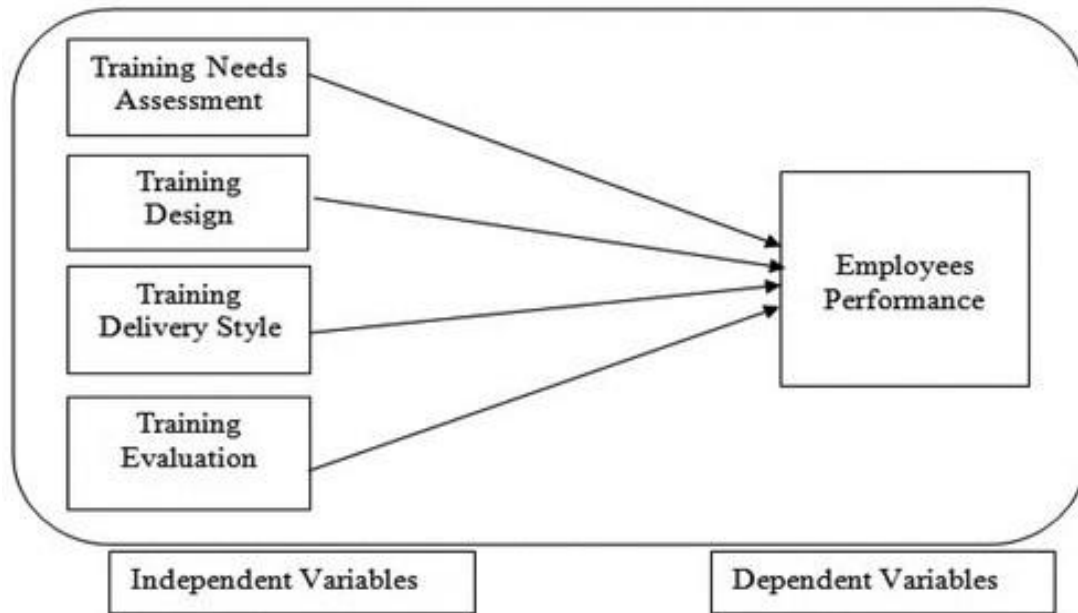 Training Needs
Assessment
Training
Design
Training
Delivery Style
Training
Evaluation
Employees
Performance
Independent Variables
Dependent Variables